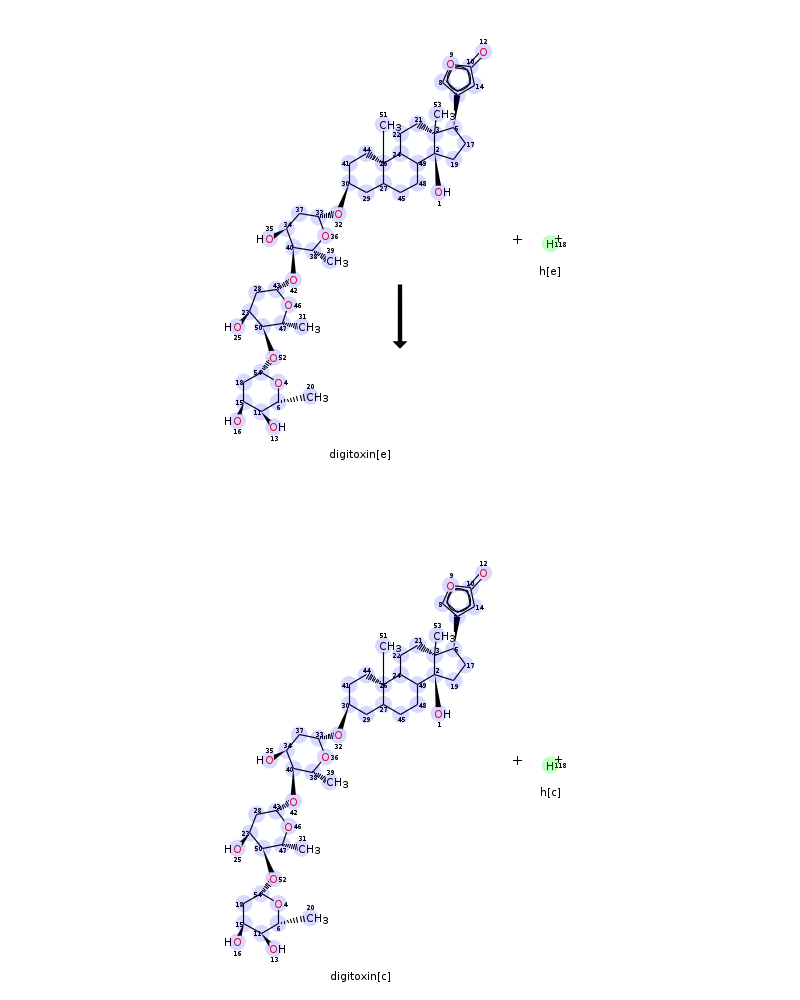 12
O
9
O 10
8 14
53
CH3
51
CH3 21 3 5
22
17
44 24 2
41 26 49 19
30 27 48
29 45 OH
1
37 33 O
34 32
35
HO O 36 + H+ 118
40 38 39
CH3
h[e]
O
28 43 42
O 46
23 31
HO 50 47 CH3
25
O 52
54
18 O 4
20
CH3
15 6
11
HO OH
16 13
digitoxin[e]
12
O
9
O 10
8 14
53
CH3
51
CH3 21 3 5
22
17
44 24 2
41 26 49 19
30 27 48
29 45 OH
1
37 33 O
34 32
35
HO O 36 + H+ 118
40 38 39
CH3
h[c]
O
28 43 42
O 46
23 31
HO 50 47 CH3
25
O 52
54
18 O 4
20
CH3
15 6
11
HO OH
16 13
digitoxin[c]